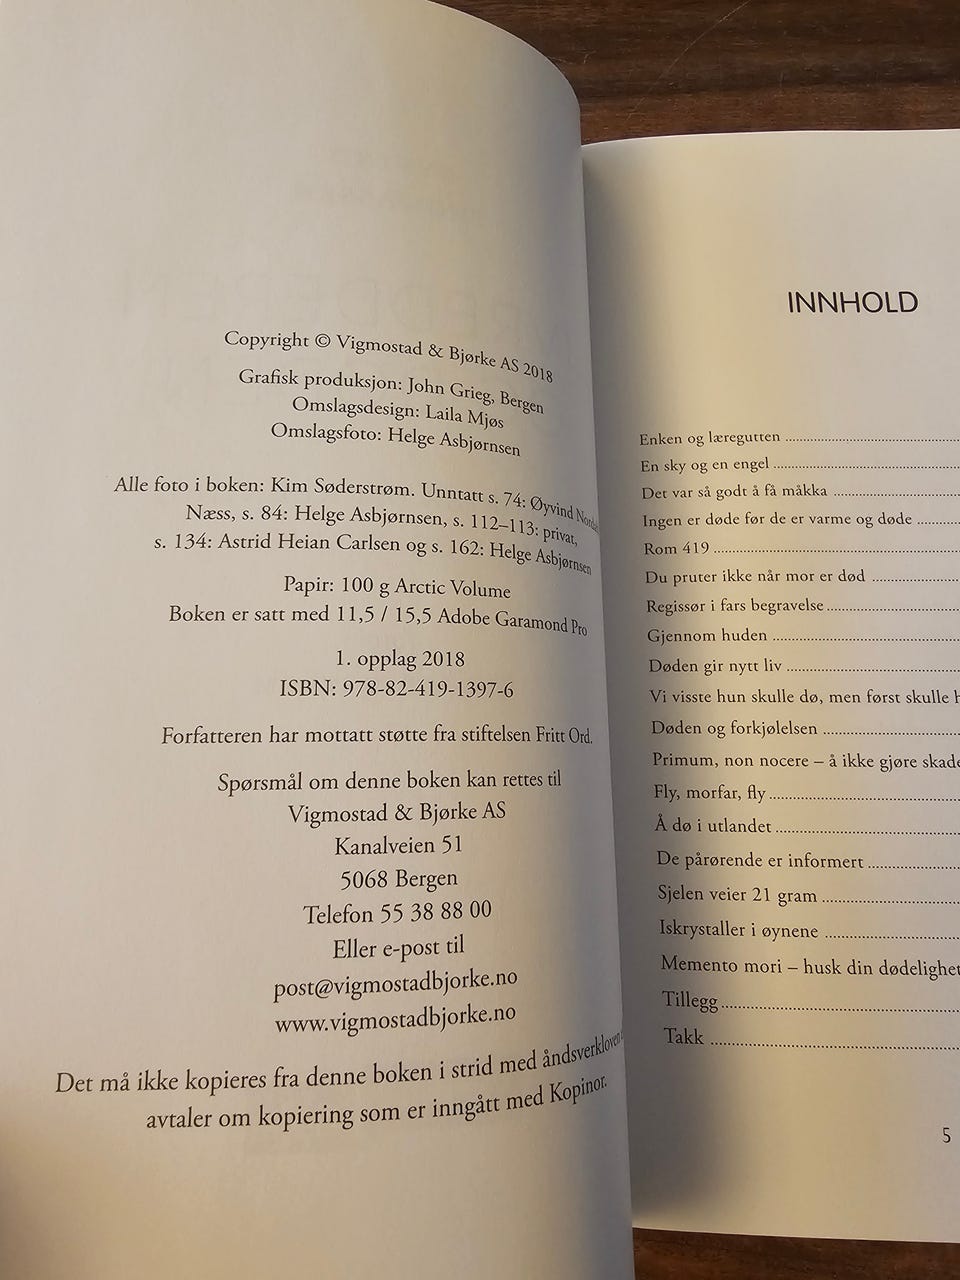 Copyright © Vigmostad & Bjørke AS 2018
Grafisk produksjon: John Grieg, Bergen
Omslagsdesign: Laila Mjøs
Omslagsfoto: Helge Asbjørnsen
Alle foto i boken: Kim Søderstrøm. Unntatt s. 74: Øyvind
Næss, s. 84: Helge Asbjørnsen, s. 112–113: privat,
s. 134: Astrid Heian Carlsen og s. 162: Helge Asbjørnsen
Papir: 100 g Arctic Volume
Boken er satt med 11,5 / 15,5 Adobe Garamond Pro
1. opplag 2018
ISBN: 978-82-419-1397-6
Forfatteren har mottatt støtte fra stiftelsen Fritt Ord.
Spørsmål om denne boken kan rettes til
Vigmostad & Bjørke AS
Kanalveien 51
5068 Bergen
Telefon 55 38 88 00
Eller e-post til
post@vigmostadbjorke.no
www.vigmostadbjorke.no
Det må ikke kopieres fra denne boken i strid med åndsverkloven
avtaler om kopiering som er inngått med Kopinor.
INNHOLD
Enken og læregutten
En sky og en engel
Det var så godt å få måkka
Ingen er døde før de er varme og døde
Rom 419
Du pruter ikke når mor er død
Regissør i fars begravelse
Gjennom huden
Døden gir nytt liv
Vi visste hun skulle dø, men først skulle
Døden og forkjølelsen
Primum, non nocere – å ikke gjøre skade
Fly, morfar, fly
Å dø i utlandet
De pårørende er informert
Sjelen veier 21 gram
Iskrystaller i øynene
Memento mori – husk din dødelighet
Tillegg
Takk
5